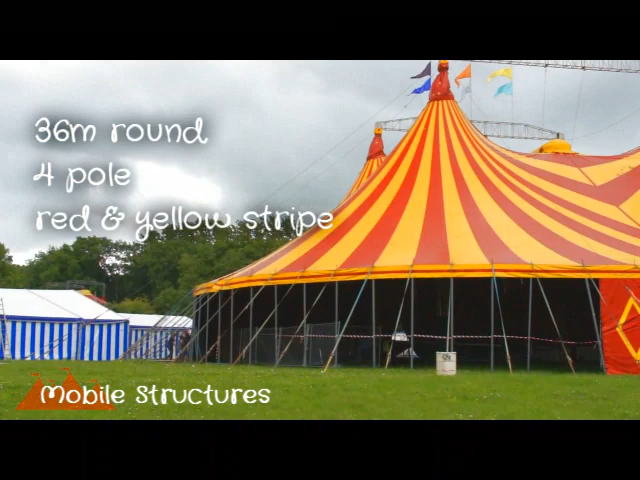 36m round
4 pole
red & yellow stripe
Mobile Structures